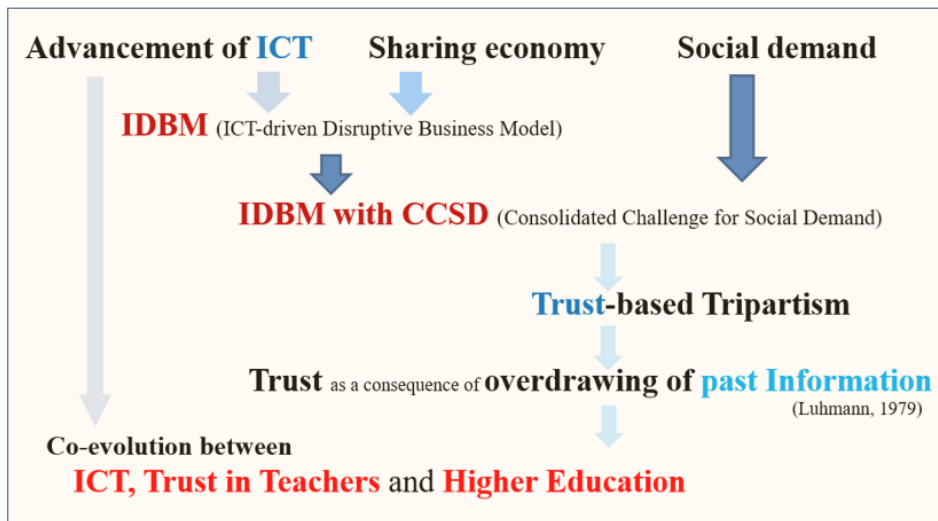 Advancement of ICT Sharing economy Social demand
IDBM (ICT-driven Disruptive Business Model)
IDBM with CCSD (Consolidated Challenge for Social Demand)
Trust-based Tripartism
Trust as a consequence of overdrawing of past Information
(Luhmann, 1979)
Co-evolution between
ICT, Trust in Teachers and Higher Education